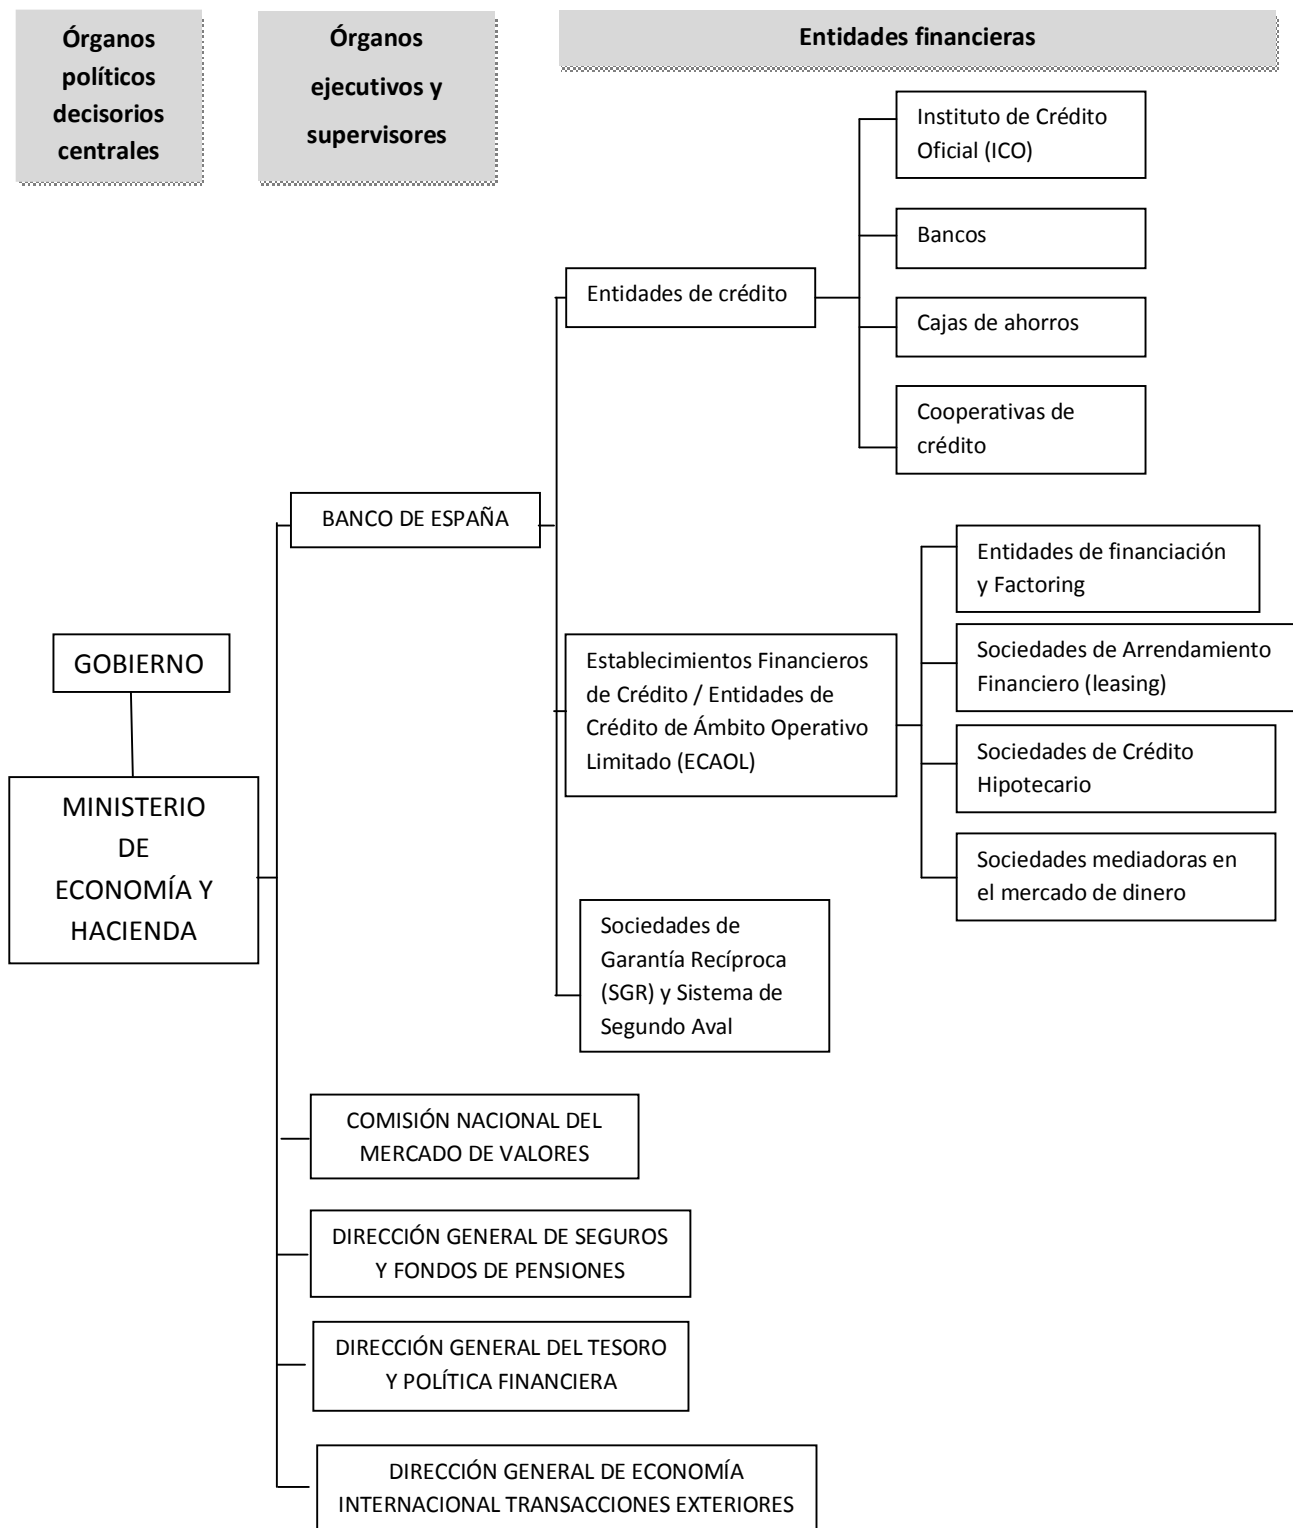 Órganos
políticos
decisorios
centrales
Órganos
ejecutivos y
supervisores
Entidades financieras
Instituto de Crédito
Oficial (ICO)
Bancos
Entidades de crédito
Cajas de ahorros
Cooperativas de
crédito
BANCO DE ESPAÑA
Entidades de financiación
y Factoring
GOBIERNO
Establecimientos Financieros
de Crédito / Entidades de
Crédito de Ámbito Operativo
Limitado (ECAOL)
Sociedades de Arrendamiento
Financiero (leasing)
Sociedades de Crédito
Hipotecario
MINISTERIO
DE
ECONOMÍA Y
HACIENDA
Sociedades mediadoras en
el mercado de dinero
Sociedades de
Garantía Recíproca
(SGR) y Sistema de
Segundo Aval
COMISIÓN NACIONAL DEL
MERCADO DE VALORES
DIRECCIÓN GENERAL DE SEGUROS
Y FONDOS DE PENSIONES
DIRECCIÓN GENERAL DEL TESORO
Y POLÍTICA FINANCIERA
DIRECCIÓN GENERAL DE ECONOMÍA
INTERNACIONAL TRANSACCIONES EXTERIORES